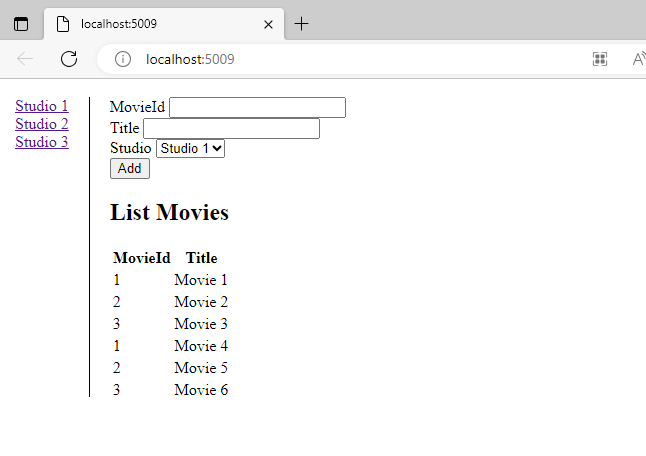 localhost:5009
localhost:5009
Studio 1
Studio 2
Studio 3
MovieId
Title
Studio Studio 1
Add
List Movies
MovieId Title
1 Movie 1
2 Movie 2
3 Movie 3
1 Movie 4
2 Movie 5
3 Movie 6